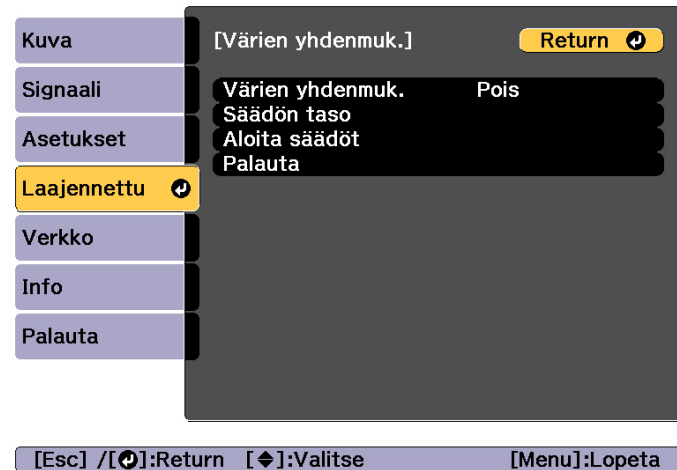 Kuva
Signaali
Asetukset
Laajennettu
Verkko
Info
Palauta
[Värien yhdenmuk.] Return
Värien yhdenmuk. Pois
Säädön taso
Aloita säädöt
Palauta
[Esc] /[]:Return []:Valitse [Menu]:Lopeta